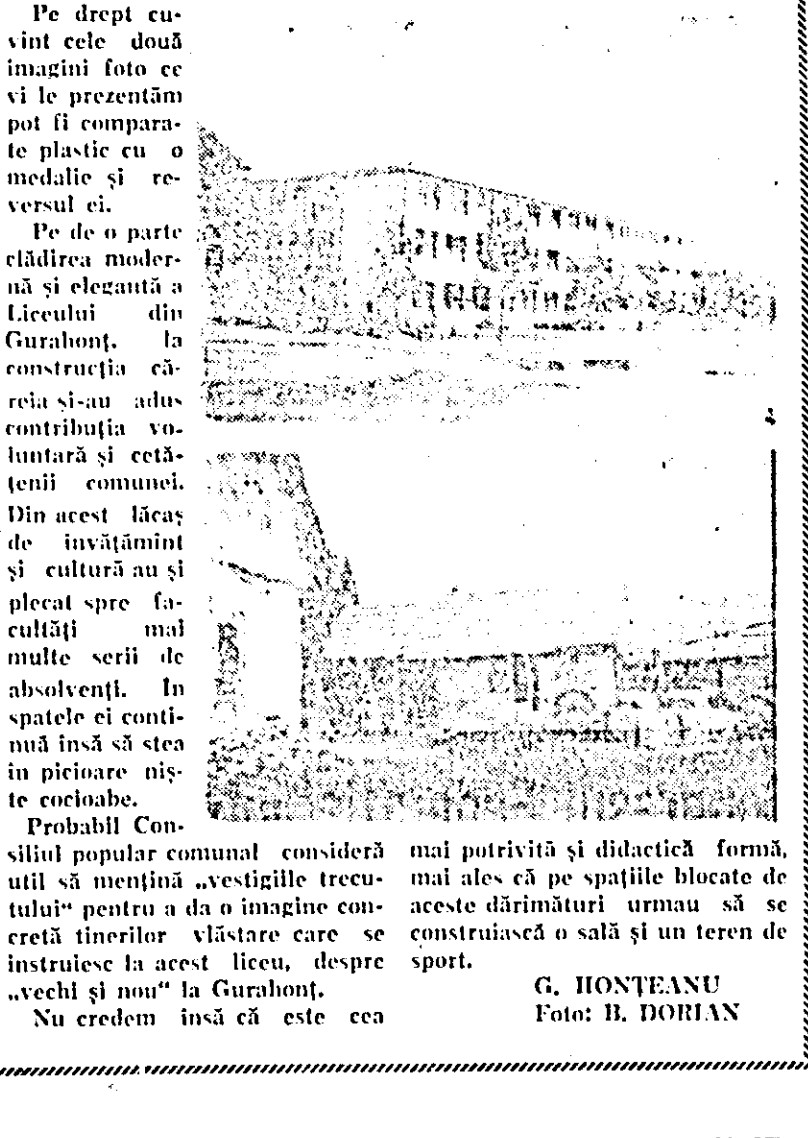 Pe drept cu-
vint cele două
imagini foto ce
vi le prezentăm
pot fi compara-
te plastic cu o
medalie și re-
versul ei.
Pe de o parte
clădirea moder-
nă și elegantă a
Liceului din
Gurahonț, la
construcția că-
reia și-au adus
contribuția vo-
luntară și cetă-
țenii comunei.
Din acest lăcaș
de invățămint
și cultură au și
plecat spre fa-
cultăți mai
multe serii de
absolvenți. In
spatele ei conti-
nuă insă să stea
in picioare niș-
te cocioabe.
Probabil Con-
siliul popular comunal consideră
util să mențină „vestigiile trecu-
tului“ pentru a da o imagine con-
cretă tinerilor vlăstare care se
instruiesc la acest liceu, despre
„vechi și nou“ la Gurahonț.
Nu credem insă că este cea
mai potrivită și didactică formă,
mai ales că pe spațiile blocate de
aceste dărimături urmau să se
construiască o sală și un teren de
sport.
G. HONȚEANU
Foto: B. DORIAN